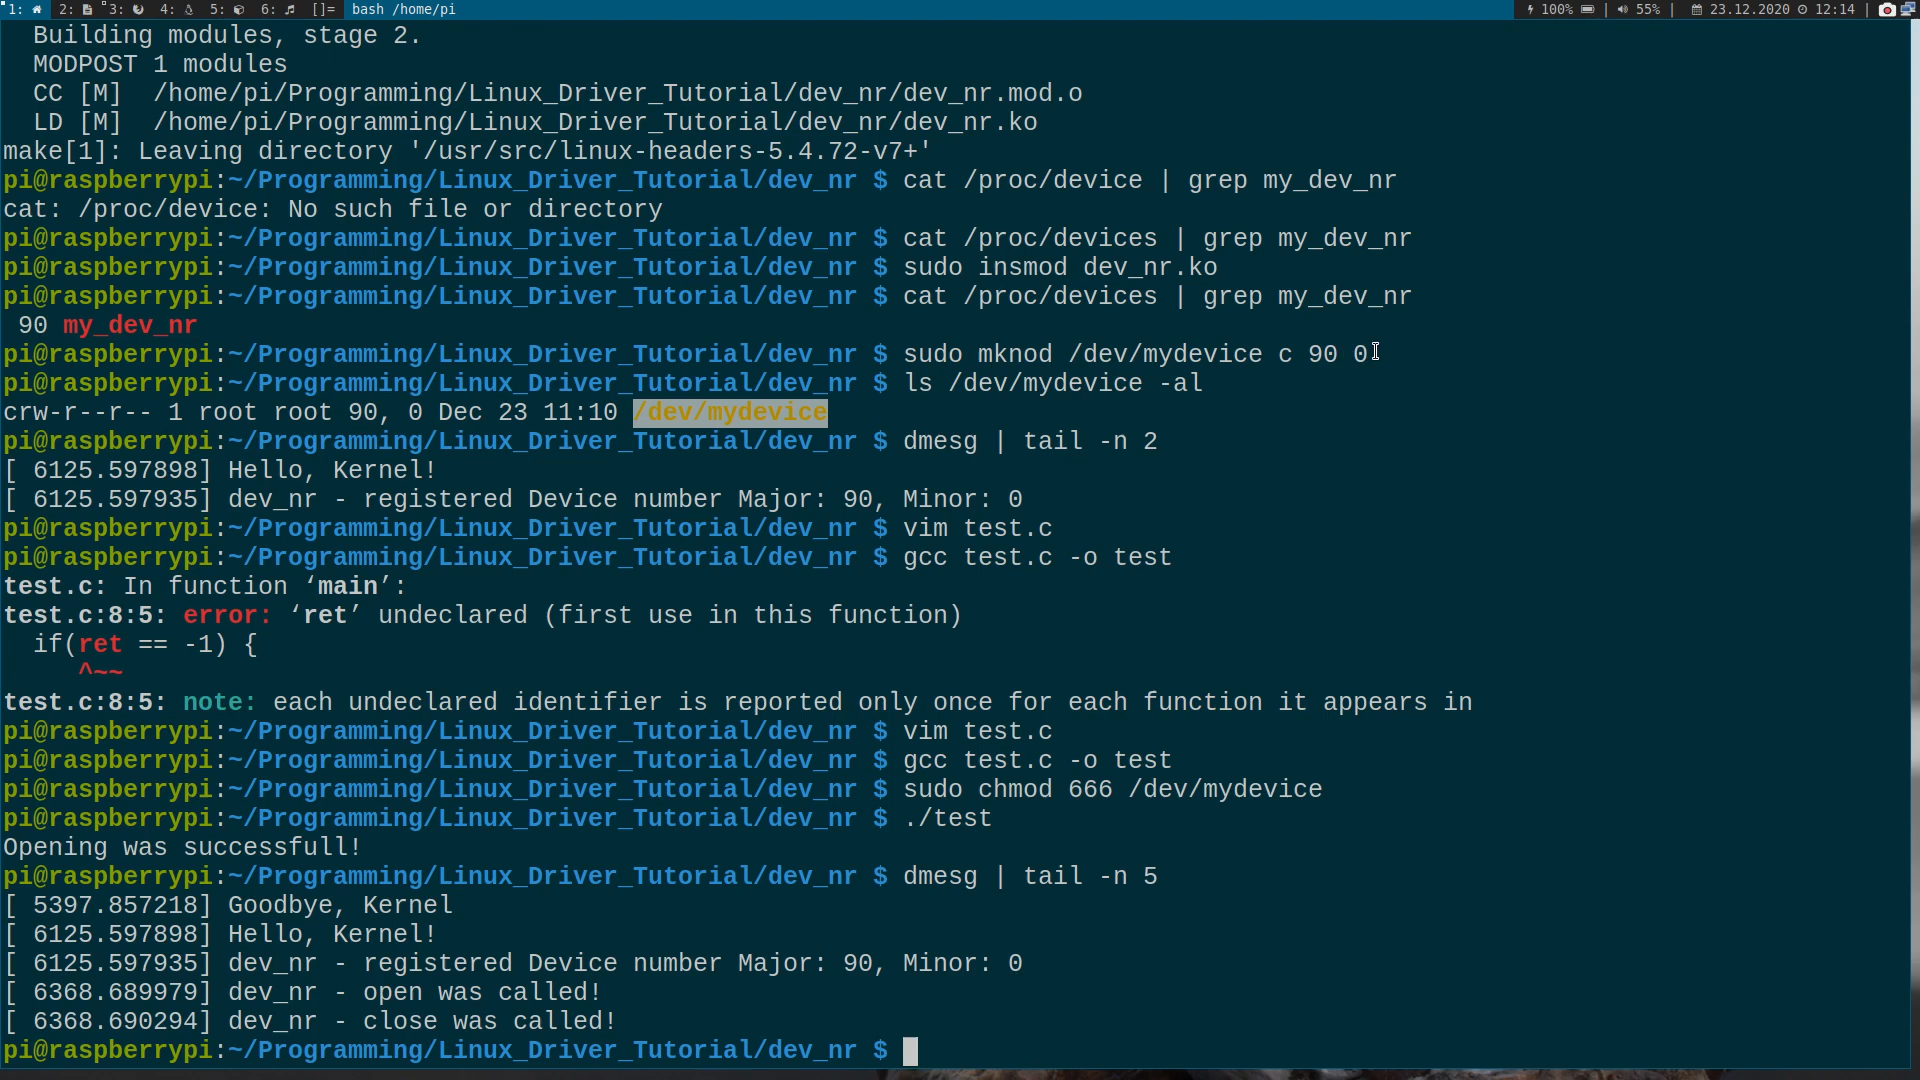 1: 2: 3: 4: 5: 6: []= bash /home/pi 100% | 55% | 23.12.2020 12:14 |
Building modules, stage 2.
MODPOST 1 modules
CC [M]  /home/pi/Programming/Linux_Driver_Tutorial/dev_nr/dev_nr.mod.o
LD [M]  /home/pi/Programming/Linux_Driver_Tutorial/dev_nr/dev_nr.ko
make[1]: Leaving directory '/usr/src/linux-headers-5.4.72-v7+'
pi@raspberrypi:~/Programming/Linux_Driver_Tutorial/dev_nr $ cat /proc/device | grep my_dev_nr
cat: /proc/device: No such file or directory
pi@raspberrypi:~/Programming/Linux_Driver_Tutorial/dev_nr $ cat /proc/devices | grep my_dev_nr
pi@raspberrypi:~/Programming/Linux_Driver_Tutorial/dev_nr $ sudo insmod dev_nr.ko
pi@raspberrypi:~/Programming/Linux_Driver_Tutorial/dev_nr $ cat /proc/devices | grep my_dev_nr
90 my_dev_nr
pi@raspberrypi:~/Programming/Linux_Driver_Tutorial/dev_nr $ sudo mknod /dev/mydevice c 90 0
pi@raspberrypi:~/Programming/Linux_Driver_Tutorial/dev_nr $ ls /dev/mydevice -al
crw-r--r-- 1 root root 90, 0 Dec 23 11:10 /dev/mydevice
pi@raspberrypi:~/Programming/Linux_Driver_Tutorial/dev_nr $ dmesg | tail -n 2
[ 6125.597898] Hello, Kernel!
[ 6125.597935] dev_nr - registered Device number Major: 90, Minor: 0
pi@raspberrypi:~/Programming/Linux_Driver_Tutorial/dev_nr $ vim test.c
pi@raspberrypi:~/Programming/Linux_Driver_Tutorial/dev_nr $ gcc test.c -o test
test.c: In function ‘main’:
test.c:8:5: error: ‘ret’ undeclared (first use in this function)
if(ret == -1) {
^~~
test.c:8:5: note: each undeclared identifier is reported only once for each function it appears in
pi@raspberrypi:~/Programming/Linux_Driver_Tutorial/dev_nr $ vim test.c
pi@raspberrypi:~/Programming/Linux_Driver_Tutorial/dev_nr $ gcc test.c -o test
pi@raspberrypi:~/Programming/Linux_Driver_Tutorial/dev_nr $ sudo chmod 666 /dev/mydevice
pi@raspberrypi:~/Programming/Linux_Driver_Tutorial/dev_nr $ ./test
Opening was successfull!
pi@raspberrypi:~/Programming/Linux_Driver_Tutorial/dev_nr $ dmesg | tail -n 5
[ 5397.857218] Goodbye, Kernel
[ 6125.597898] Hello, Kernel!
[ 6125.597935] dev_nr - registered Device number Major: 90, Minor: 0
[ 6368.689979] dev_nr - open was called!
[ 6368.690294] dev_nr - close was called!
pi@raspberrypi:~/Programming/Linux_Driver_Tutorial/dev_nr $